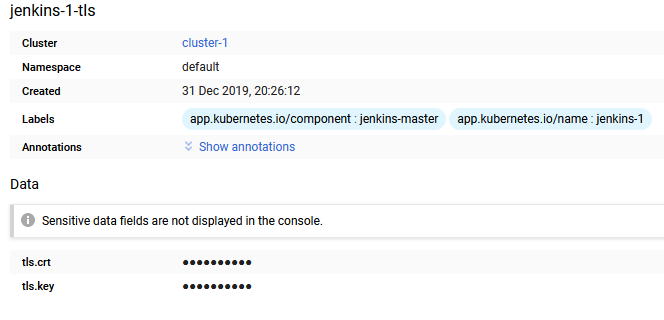 jenkins-1-tls
Cluster cluster-1
Namespace default
Created 31 Dec 2019, 20:26:12
Labels app.kubernetes.io/component : jenkins-master app.kubernetes.io/name : jenkins-1
Annotations Show annotations
Data
Sensitive data fields are not displayed in the console.
tls.crt ●●●●●●●●●●
tls.key ●●●●●●●●●●